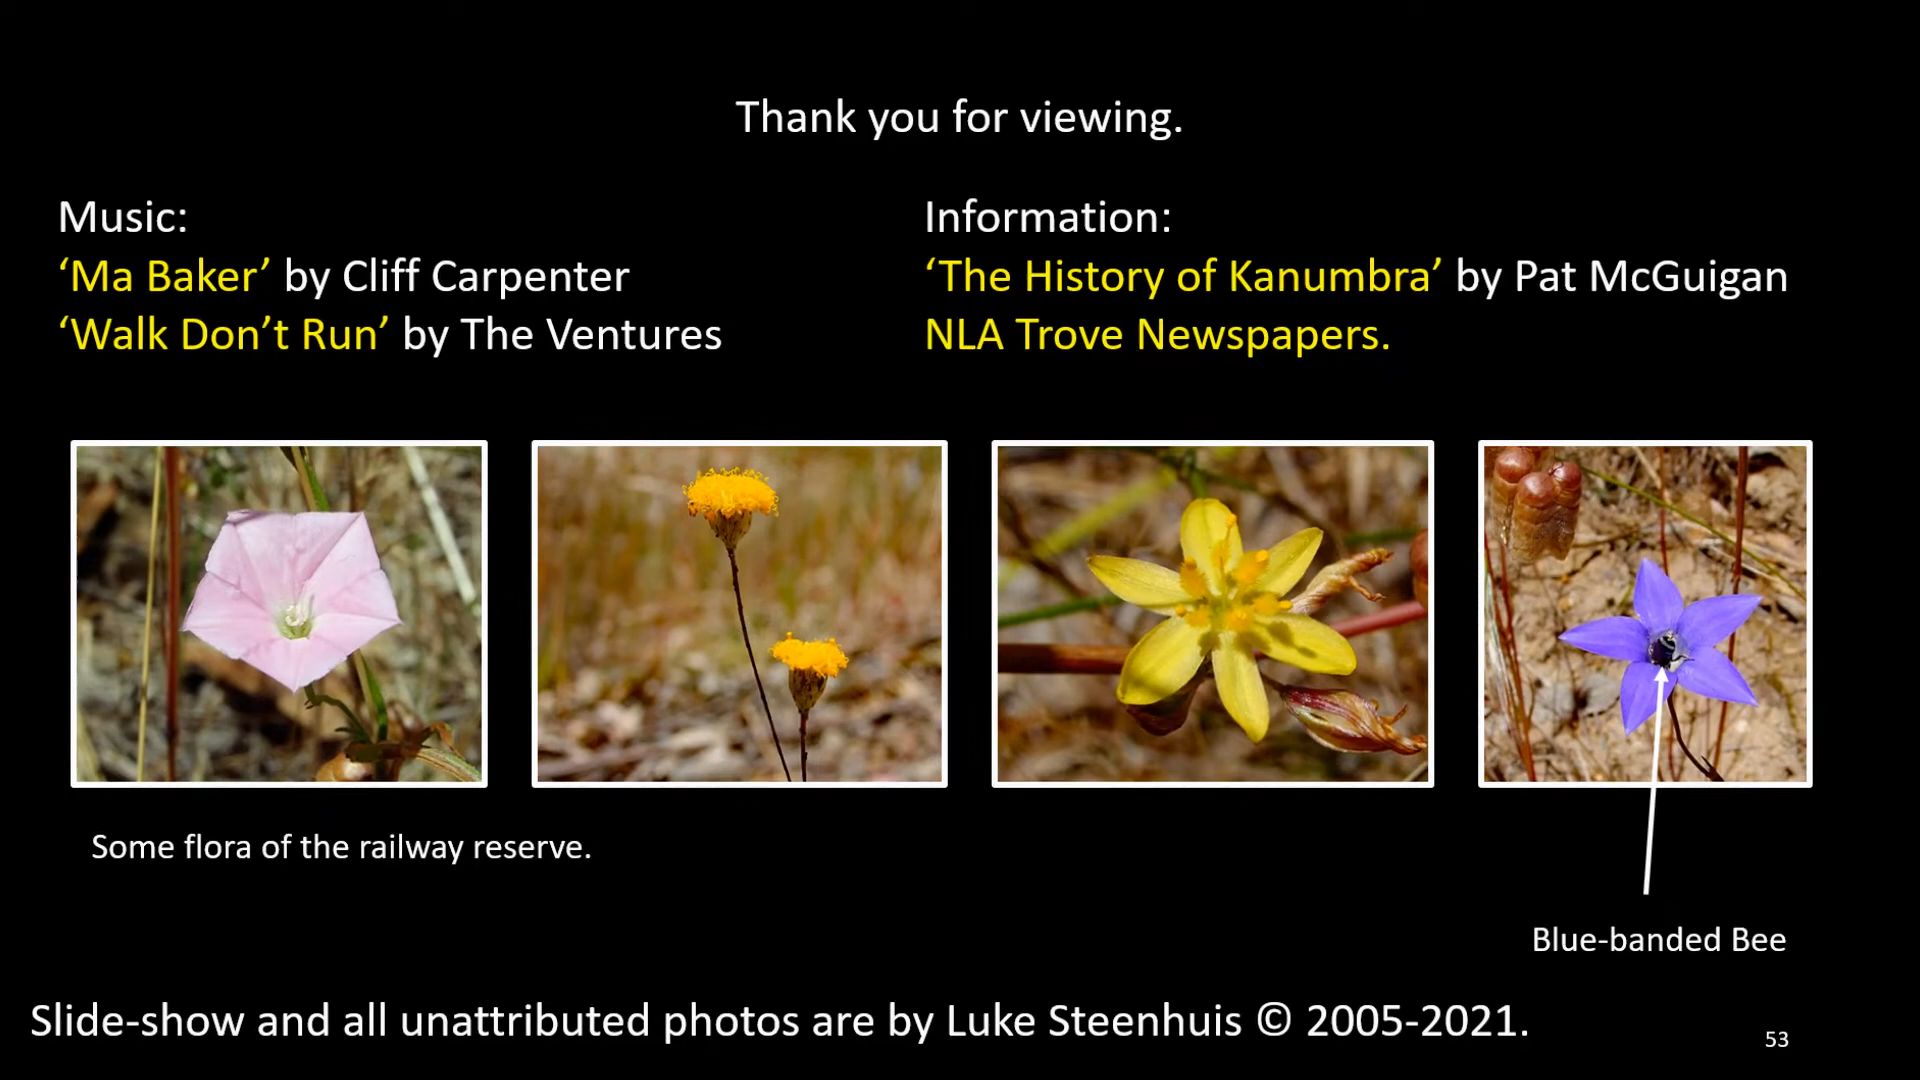 Thank you for viewing.
Music:
‘Ma Baker’ by Cliff Carpenter
‘Walk Don’t Run’ by The Ventures
Information:
‘The History of Kanumbra’ by Pat McGuigan
NLA Trove Newspapers.
Some flora of the railway reserve.
Blue-banded Bee
Slide-show and all unattributed photos are by Luke Steenhuis © 2005-2021.
53